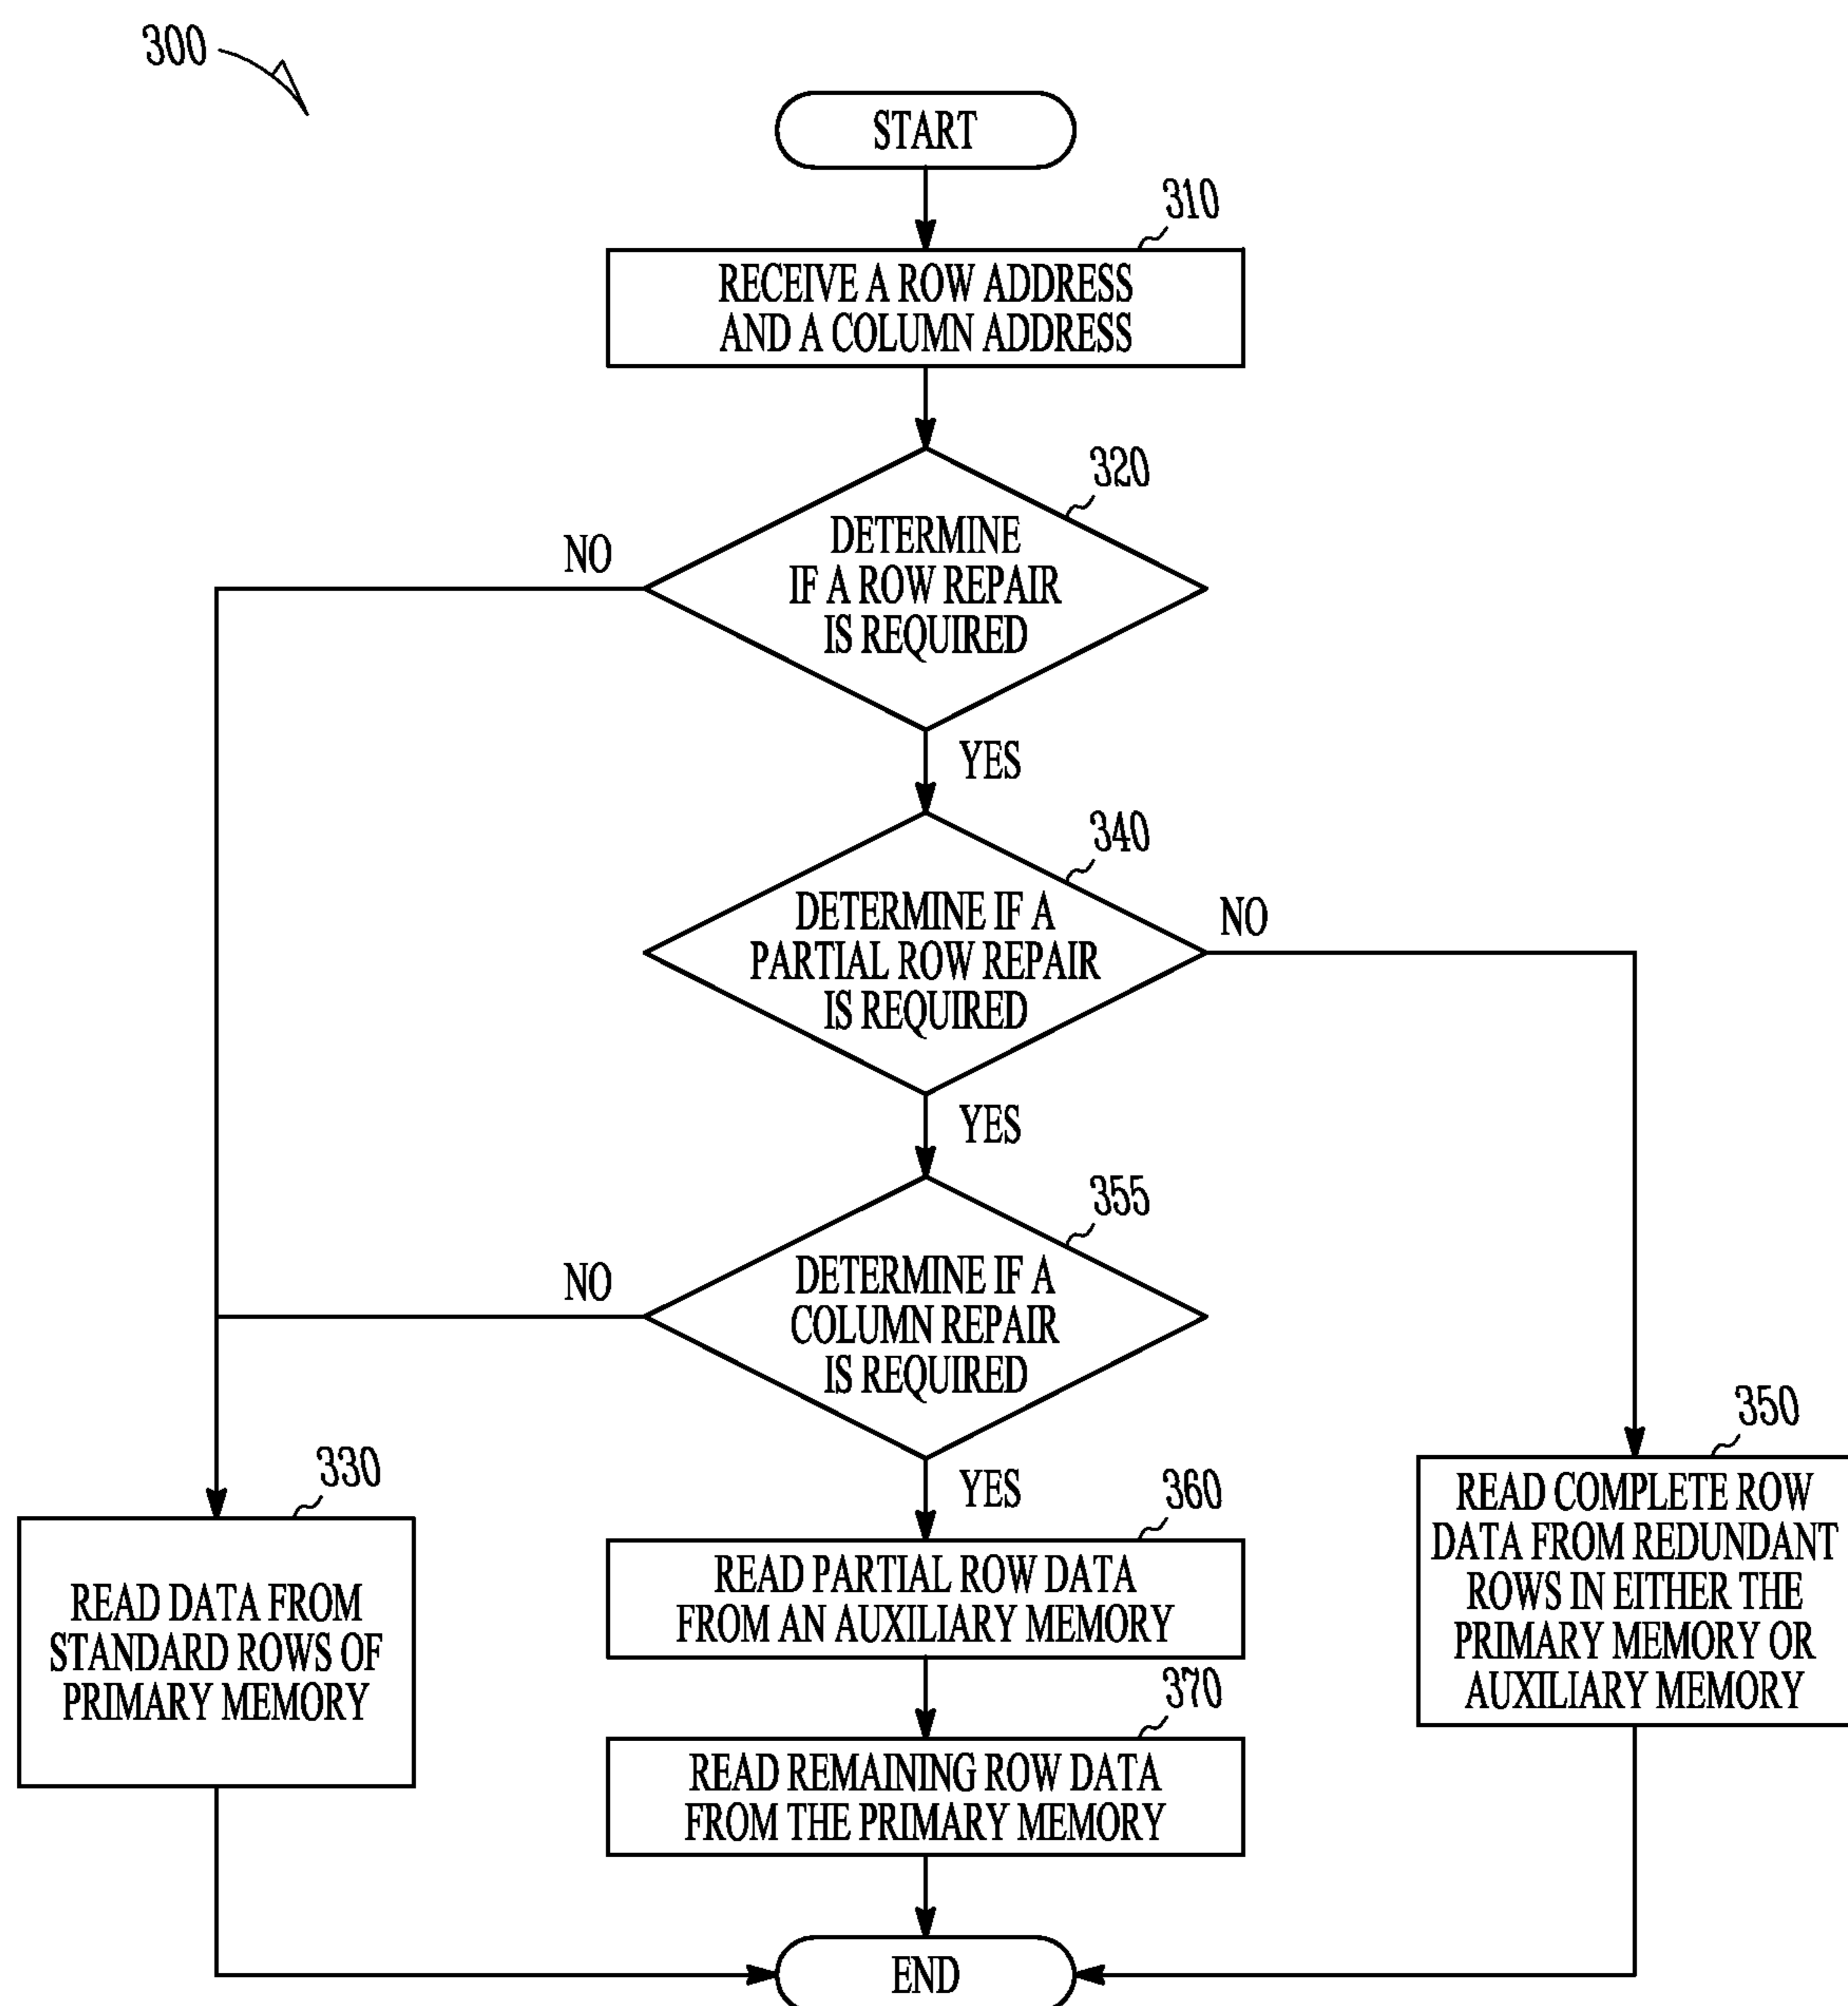 300
START
310
RECEIVE A ROW ADDRESS
AND A COLUMN ADDRESS
320
DETERMINE
IF A ROW REPAIR
IS REQUIRED
NO
YES
340
DETERMINE IF A
PARTIAL ROW REPAIR
IS REQUIRED
NO
YES
355
DETERMINE IF A
COLUMN REPAIR
IS REQUIRED
NO
YES
330
READ DATA FROM
STANDARD ROWS OF
PRIMARY MEMORY
360
READ PARTIAL ROW DATA
FROM AN AUXILIARY MEMORY
370
READ REMAINING ROW DATA
FROM THE PRIMARY MEMORY
350
READ COMPLETE ROW
DATA FROM REDUNDANT
ROWS IN EITHER THE
PRIMARY MEMORY OR
AUXILIARY MEMORY
END